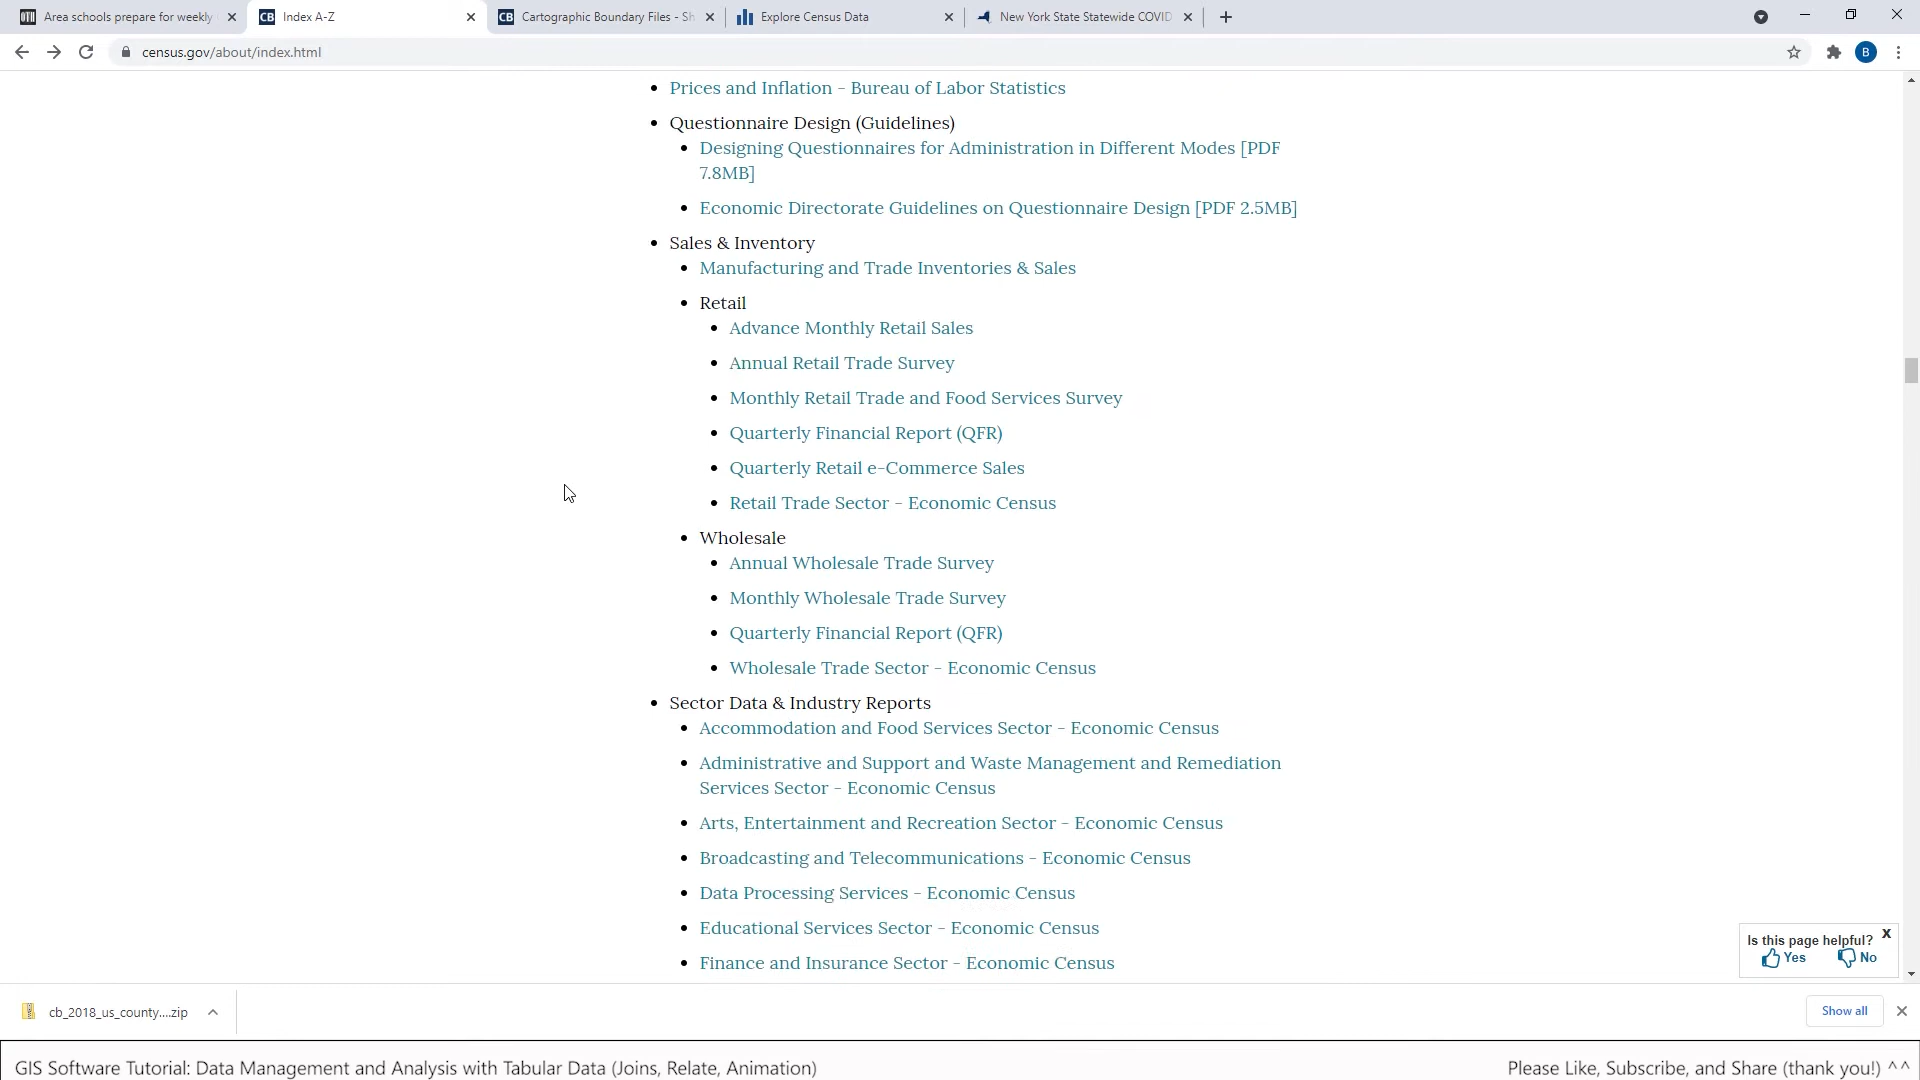 Area schools prepare for weekly
Index A-Z
Cartographic Boundary Files - Sh
Explore Census Data
New York State Statewide COVID
census.gov/about/index.html
B
Prices and Inflation - Bureau of Labor Statistics
Questionnaire Design (Guidelines)
Designing Questionnaires for Administration in Different Modes [PDF
7.8MB]
Economic Directorate Guidelines on Questionnaire Design [PDF 2.5MB]
Sales & Inventory
Manufacturing and Trade Inventories & Sales
Retail
Advance Monthly Retail Sales
Annual Retail Trade Survey
Monthly Retail Trade and Food Services Survey
Quarterly Financial Report (QFR)
Quarterly Retail e-Commerce Sales
Retail Trade Sector - Economic Census
Wholesale
Annual Wholesale Trade Survey
Monthly Wholesale Trade Survey
Quarterly Financial Report (QFR)
Wholesale Trade Sector - Economic Census
Sector Data & Industry Reports
Accommodation and Food Services Sector - Economic Census
Administrative and Support and Waste Management and Remediation
Services Sector - Economic Census
Arts, Entertainment and Recreation Sector - Economic Census
Broadcasting and Telecommunications - Economic Census
Data Processing Services - Economic Census
Educational Services Sector - Economic Census
Finance and Insurance Sector - Economic Census
Is this page helpful? X
Yes No
cb_2018_us_county....zip
Show all
GIS Software Tutorial: Data Management and Analysis with Tabular Data (Joins, Relate, Animation)
Please Like, Subscribe, and Share (thank you!) ^^